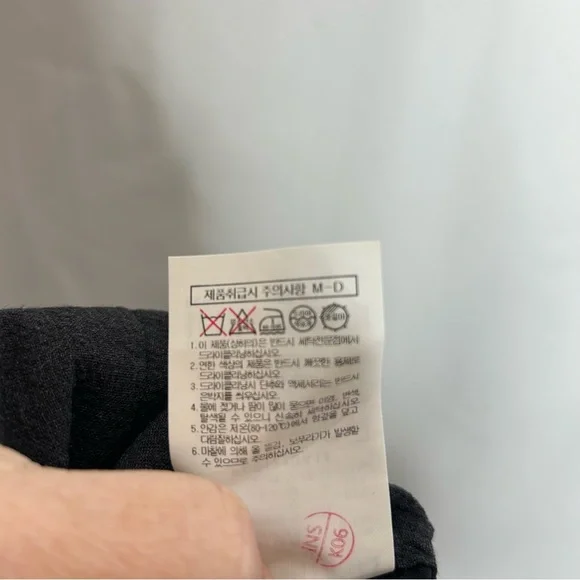 제품취급시 주의사항 M-D
1. 이 제품(상하의)은 반드시 세탁전문점에서
드라이클리닝하십시오.
2. 연한 색상의 제품은 반드시 깨끗한 용제로
드라이클리닝하십시오.
3. 드라이클리닝시 단추와 액세서리는 반드시
은박지를 씌우십시오.
4. 물에 젖거나 땀이 많이 묻으면 이염, 변색,
탈색될 수 있으니 신속히 세탁하십시오.
5. 안감은 저온(80-120℃)에서 헝겊을 덮고
다림질하십시오.
6. 마찰에 의해 올 뜯김, 보푸라기가 발생할
수 있으므로 주의하십시오.
INS
K06